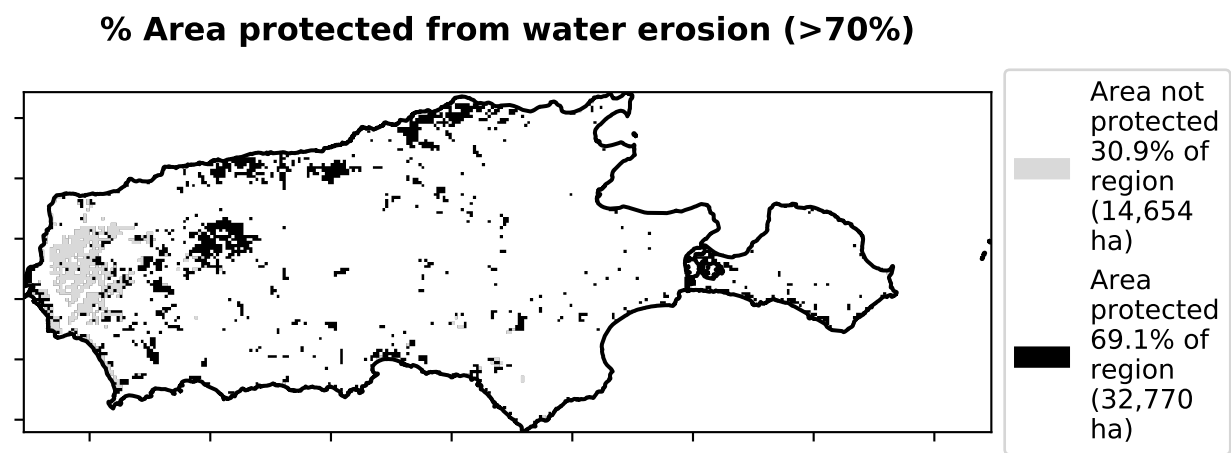 % Area protected from water erosion (>70%)
Area not
protected
30.9% of
region
(14,654
ha)
Area
protected
69.1% of
region
(32,770
ha)